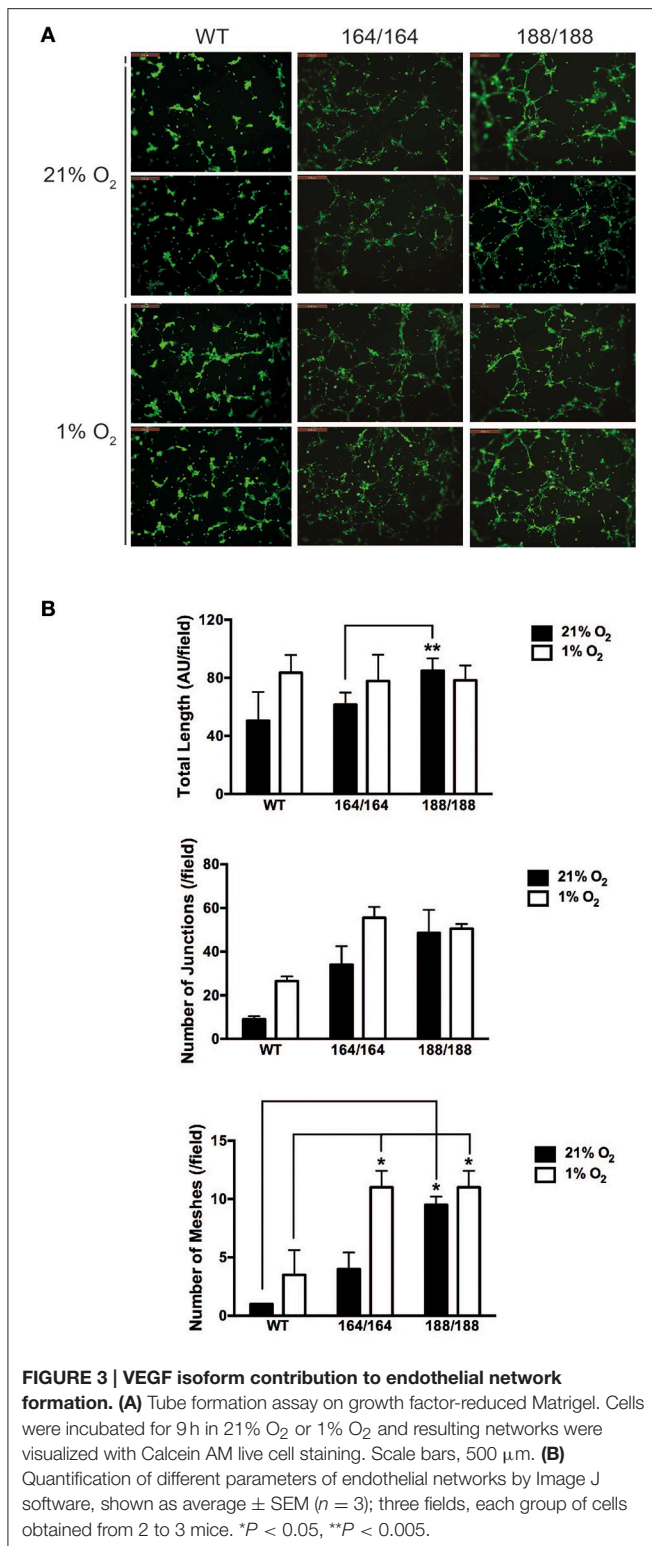 A
WT 164/164 188/188
21% O₂
1% O₂
B
Total Length (AU/field)
120
80
40
0
**
21% O₂
1% O₂
WT 164/164 188/188
Number of Junctions (/field)
80
60
40
20
0
21% O₂
1% O₂
WT 164/164 188/188
Number of Meshes (/field)
15
10
5
0
* * *
21% O₂
1% O₂
WT 164/164 188/188
FIGURE 3 | VEGF isoform contribution to endothelial network
formation. (A) Tube formation assay on growth factor-reduced Matrigel. Cells
were incubated for 9 h in 21% O₂ or 1% O₂ and resulting networks were
visualized with Calcein AM live cell staining. Scale bars, 500 μm. (B)
Quantification of different parameters of endothelial networks by Image J
software, shown as average ± SEM (n = 3); three fields, each group of cells
obtained from 2 to 3 mice. *P < 0.05, **P < 0.005.